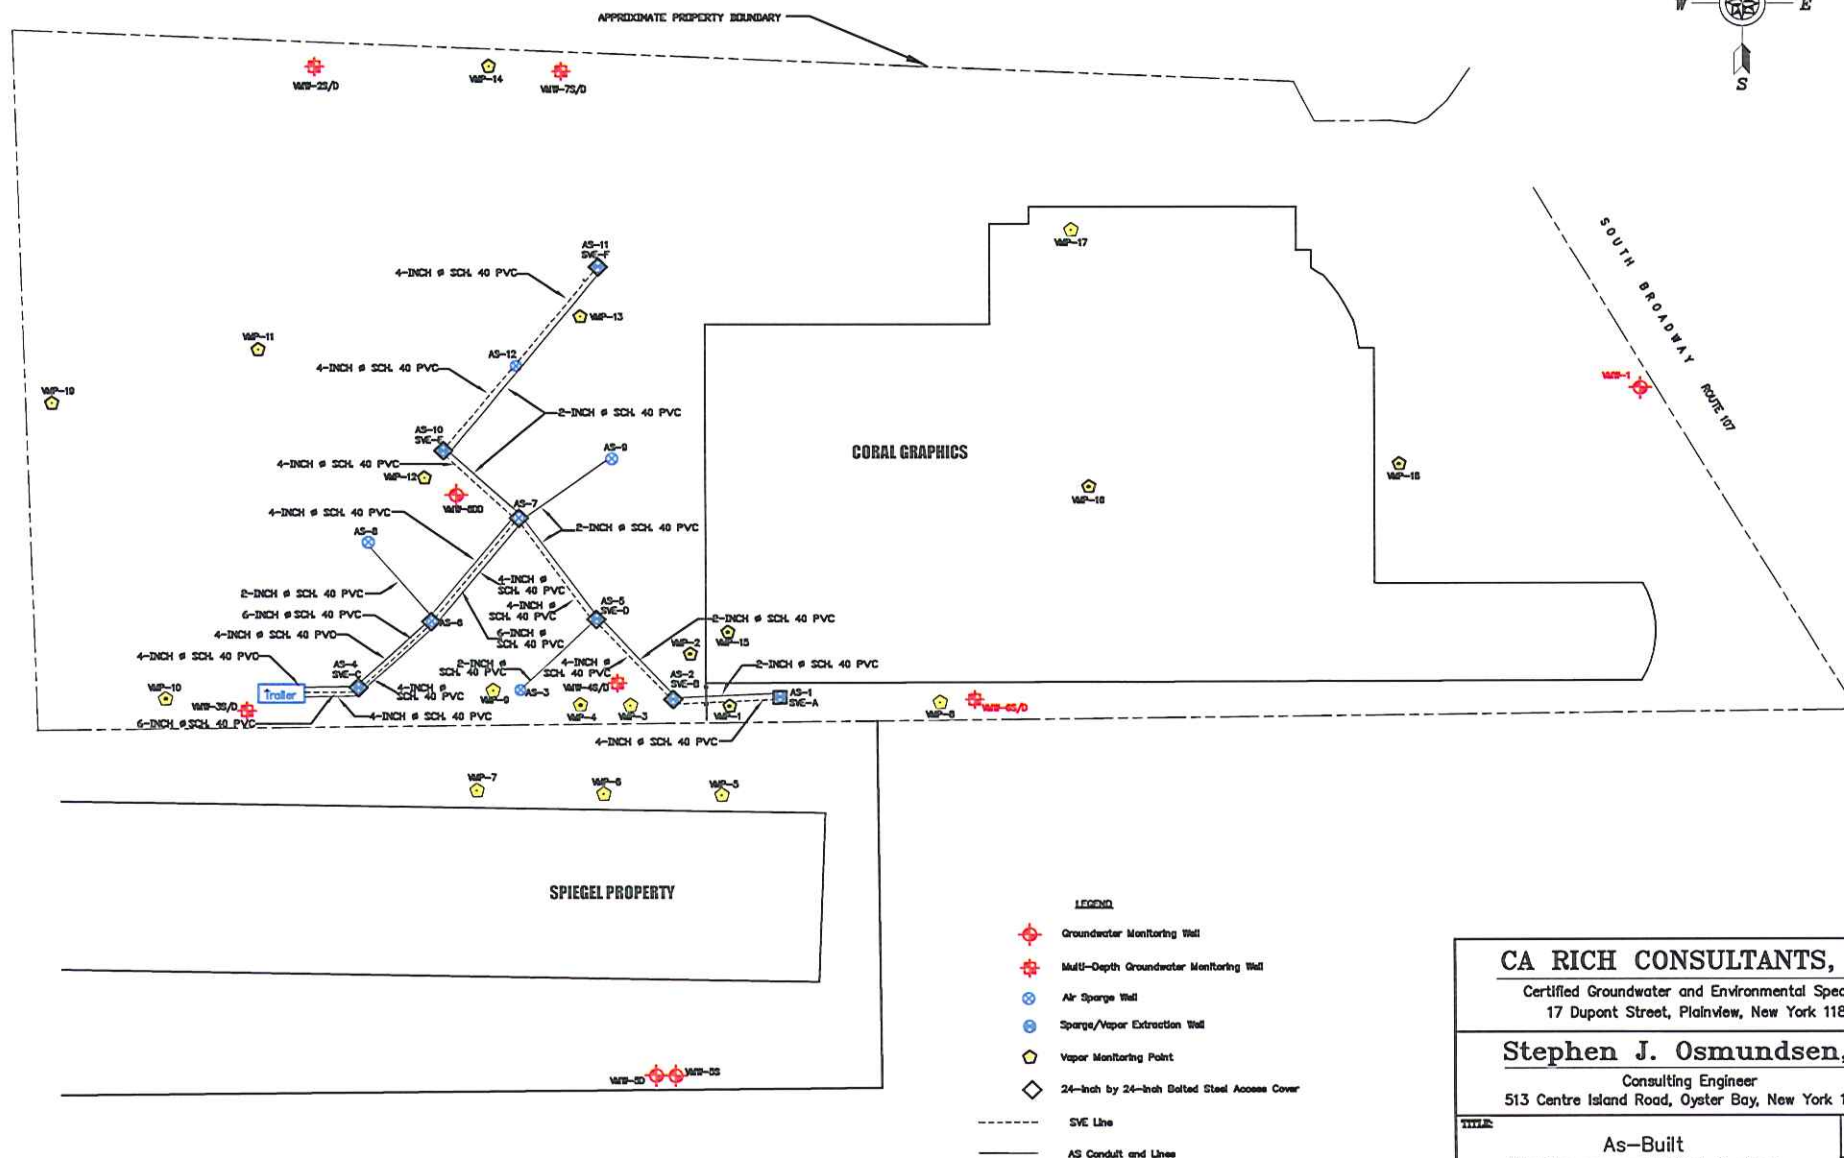 APPROXIMATE PROPERTY BOUNDARY
W
E
S
VMW-2S/D
VMP-14
VMW-7S/D
SOUTH BROADWAY ROUTE 107
VMP-17
AS-11
SVE-F
4-INCH Ø SCH. 40 PVC
VMP-13
VMP-11
AS-12
4-INCH Ø SCH. 40 PVC
VMW-1
VMP-19
2-INCH Ø SCH. 40 PVC
AS-10
SVE-E
AS-9
CORAL GRAPHICS
4-INCH Ø SCH. 40 PVC
VMP-12
VMP-18
VMP-16
AS-7
4-INCH Ø SCH. 40 PVC
2-INCH Ø SCH. 40 PVC
AS-8
4-INCH Ø
SCH. 40 PVC
2-INCH Ø SCH. 40 PVC
4-INCH Ø
SCH. 40 PVC
AS-5
SVE-D
6-INCH Ø SCH. 40 PVC
AS-6
2-INCH Ø SCH. 40 PVC
4-INCH Ø SCH. 40 PVC
6-INCH Ø
SCH. 40 PVC
VMP-2
VMP-15
4-INCH Ø SCH. 40 PVC
AS-4
SVE-C
2-INCH Ø
SCH. 40 PVC
4-INCH Ø
SCH. 40 PVC
AS-2
SVE-B
2-INCH Ø SCH. 40 PVC
VMP-10
Trailer
4-INCH Ø
SCH. 40 PVC
VMP-9
AS-3
VMW-4S/D
AS-1
SVE-A
VMW-3S/D
VMP-4
VMP-3
VMP-1
VMP-8
VMW-6S/D
6-INCH Ø SCH. 40 PVC
4-INCH Ø SCH. 40 PVC
4-INCH Ø SCH. 40 PVC
VMP-7
VMP-6
VMP-5
SPIEGEL PROPERTY
VMW-5D
VMW-5S
LEGEND
Groundwater Monitoring Well
Multi-Depth Groundwater Monitoring Well
Air Sparge Well
Sparge/Vapor Extraction Well
Vapor Monitoring Point
24-inch by 24-inch Bolted Steel Access Cover
SVE Line
AS Conduit and Lines
CA RICH CONSULTANTS,
Certified Groundwater and Environmental Spec
17 Dupont Street, Plainview, New York 118
Stephen J. Osmundsen,
Consulting Engineer
513 Centre Island Road, Oyster Bay, New York 1
TITLE:
As-Built